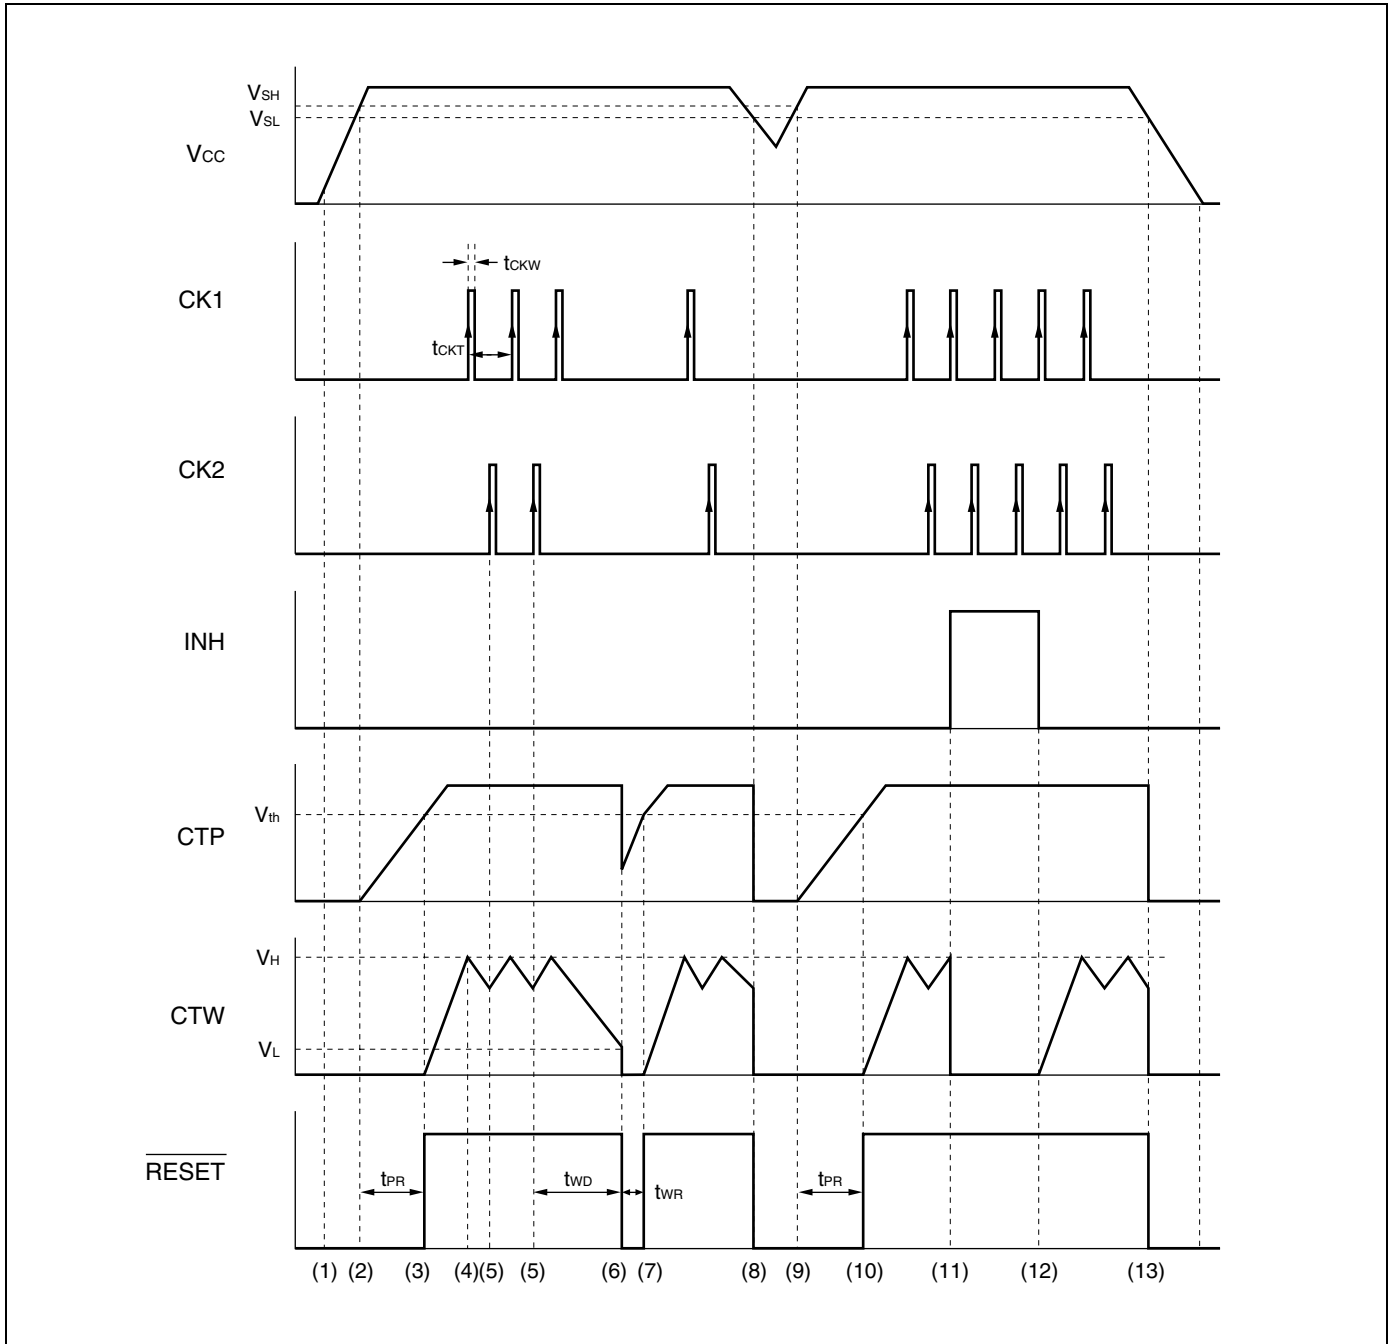 VSH
VSL
VCC
tCKW
CK1
tCKT
CK2
INH
Vth
CTP
VH
CTW
VL
RESET
tPR
tWD
tWR
tPR
(1) (2) (3) (4)(5) (5) (6) (7) (8) (9) (10) (11) (12) (13)